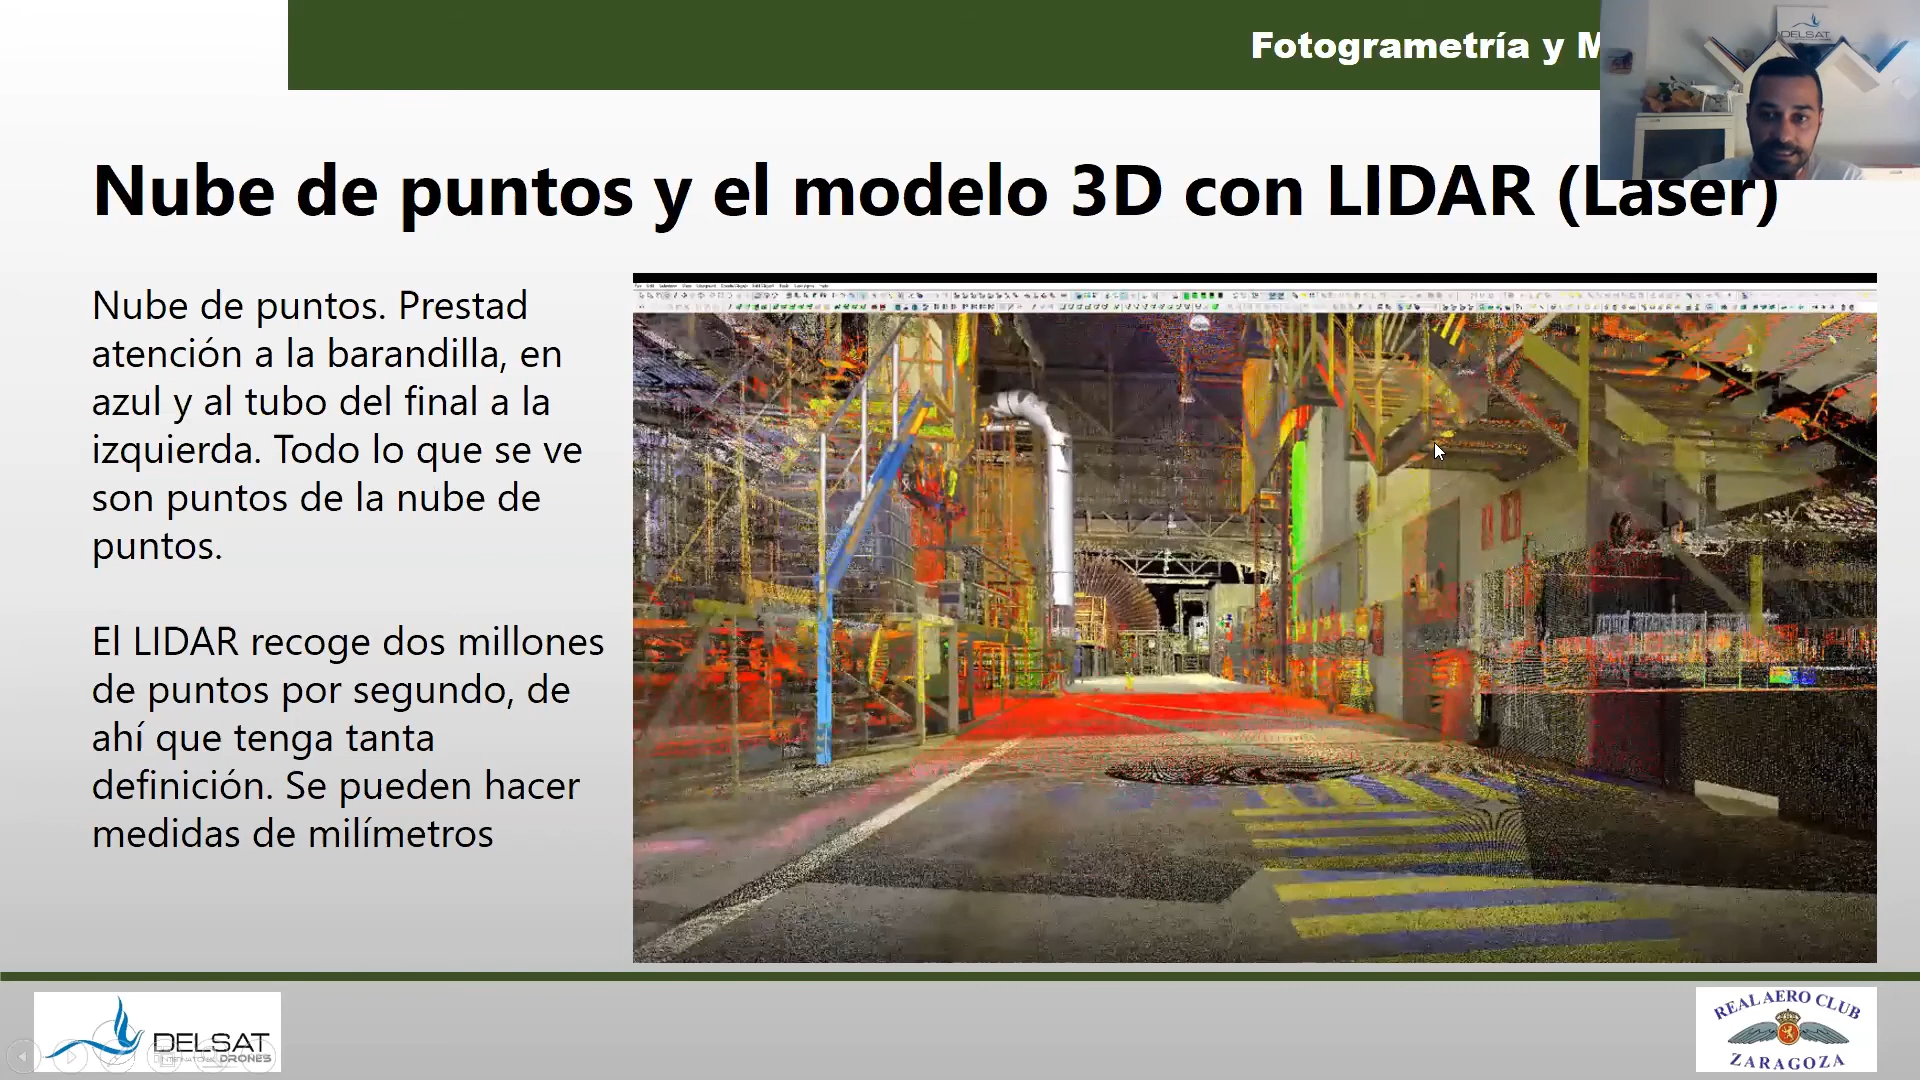 Fotogrametría y M
DELSAT
Nube de puntos y el modelo 3D con LIDAR (Láser)
Nube de puntos. Prestad
atención a la barandilla, en
azul y al tubo del final a la
izquierda. Todo lo que se ve
son puntos de la nube de
puntos.
El LIDAR recoge dos millones
de puntos por segundo, de
ahí que tenga tanta
definición. Se pueden hacer
medidas de milímetros
DELSAT
INTERNATIONAL DRONES
REAL AERO CLUB
ZARAGOZA